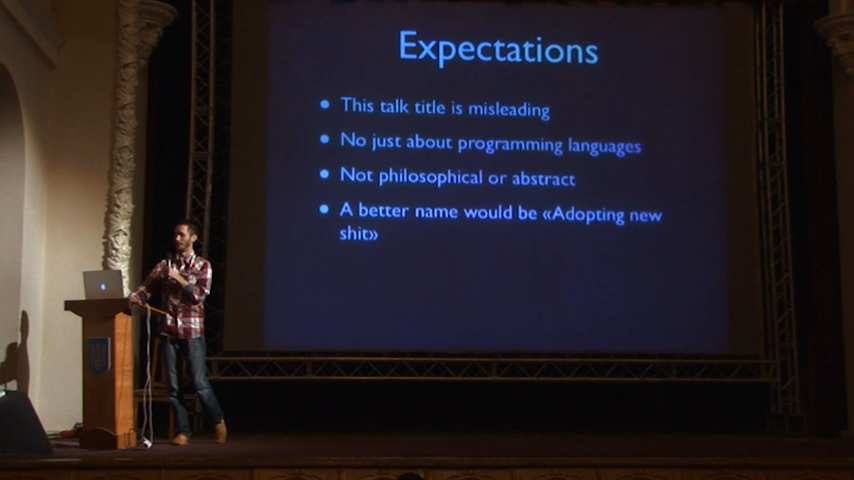 Expectations
This talk title is misleading
No just about programming languages
Not philosophical or abstract
A better name would be «Adopting new
shit»